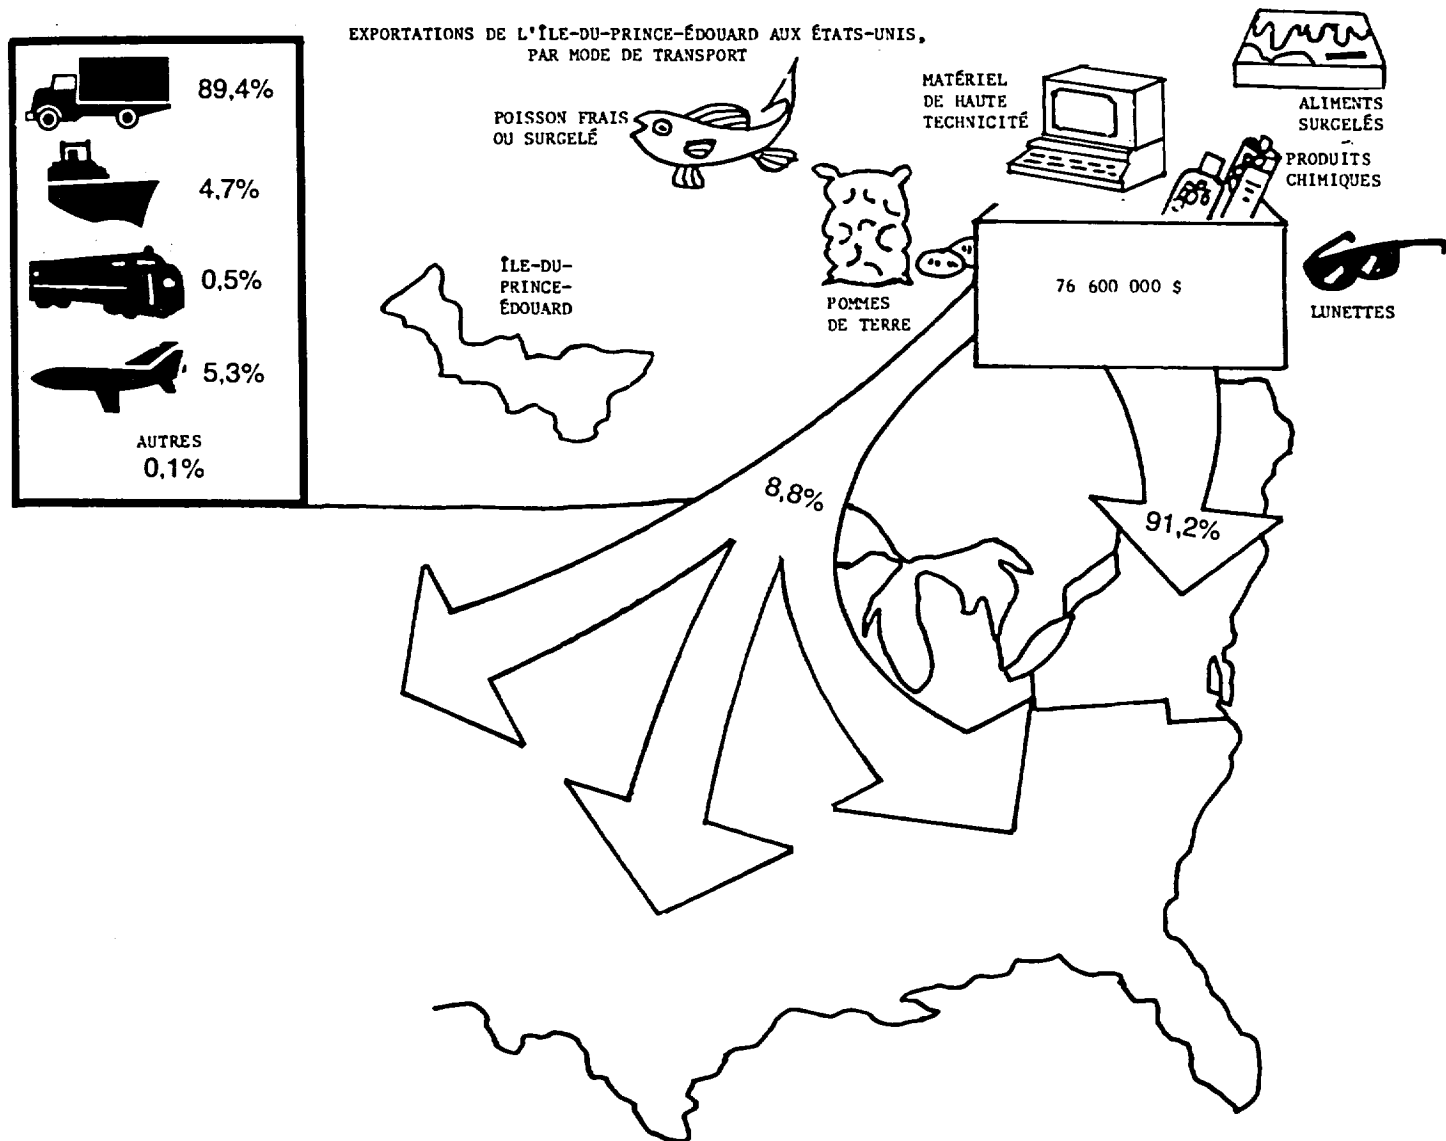 EXPORTATIONS DE L'ÎLE-DU-PRINCE-ÉDOUARD AUX ÉTATS-UNIS,
PAR MODE DE TRANSPORT
89,4%
4,7%
0,5%
5,3%
AUTRES
0,1%
POISSON FRAIS
OU SURGELÉ
MATÉRIEL
DE HAUTE
TECHNICITÉ
ALIMENTS
SURGELÉS
PRODUITS
CHIMIQUES
ÎLE-DU-
PRINCE-
ÉDOUARD
POMMES
DE TERRE
76 600 000 $
LUNETTES
8,8%
91,2%